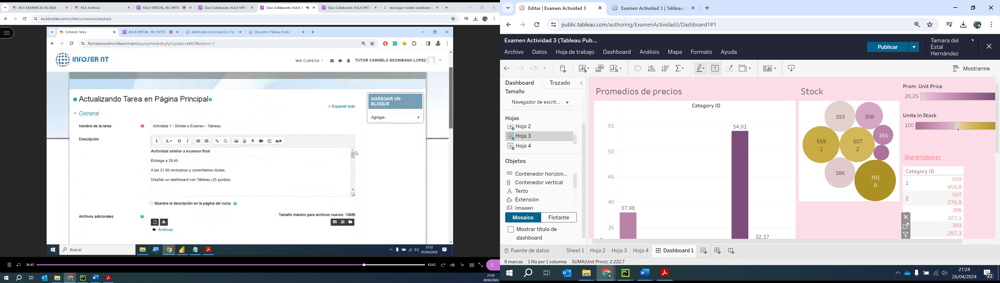 66.1: EXAMEN 26-04-2024
66.1: Archivos
AULA VIRTUAL, 66.1 INTRO
Class Collaborate: AULA VIRTU
Class Collaborate: AULA VI
Class Collaborate: AULA VIRTU
descargar modelo dashboard
eu.bbcollab.com/collab/ui/session/playback
Editando Tarea
AULA VIRTUAL, 66.1 INTRO
dashboard con productos | Tab
Descubrir | Tableau Public
formaciononline.infosernt.com/course/modedit.php?update=44458&return=1
INFOSER NT
MIS CURSOS
TUTOR CARMELO ESCRIBANO LOPEZ
Actualizando Tarea en Página Principal
Expandir todo
AGREGAR UN
BLOQUE
Agregar...
General
Nombre de la tarea
Actividad 1 - Similar a Examen - Tableau
Descripción
A
B
I
H-P
Actividad similar a examen final
Entrega a 20.45
A las 21.00 revisamos y comentamos dudas.
Diseñar un dashboard con Tableau (25 puntos)
Muestra la descripción en la página del curso
Archivos adicionales
Tamaño máximo para archivos nuevos: 10MB
Archivos
Buscar
21:52
01/04/2024
36:45
43:42
1x
21:24
26/04/2024
Editar | Examen Actividad 3
Examen Actividad 3 | Tableau P
public.tableau.com/authoring/ExamenActividad3/Dashboard1#1
Examen Actividad 3 (Tableau Pub...
Archivo
Datos
Hoja de trabajo
Dashboard
Análisis
Mapa
Formato
Ayuda
Publicar
Tamara del
Estal
Hernández
Mostrarme
Dashboard
Trazado
Tamaño
Navegador de escrit...
Hojas
Hoja 2
Hoja 3
Hoja 4
Objetos
Contenedor horizon...
Contenedor vertical
Texto
Extensión
Imagen
Mosaico
Flotante
Mostrar título de
dashboard
Promedios de precios
Category ID
55
50
45
40
35
37,98
54,01
32,37
Stock
393
308
165
559
1
507
2
386
701
8
Prom. Unit Price
20,25
Units In Stock
100
Resumen
Category ID
1
559
455,8
2
507
276,8
386
327,1
393
287,3
Fuente de datos
Sheet 1
Hoja 2
Hoja 3
Hoja 4
Dashboard 1
8 marcas
1 fila por 1 columna
SUMA(Unit Price): 2.222,7
21:24
26/04/2024
22